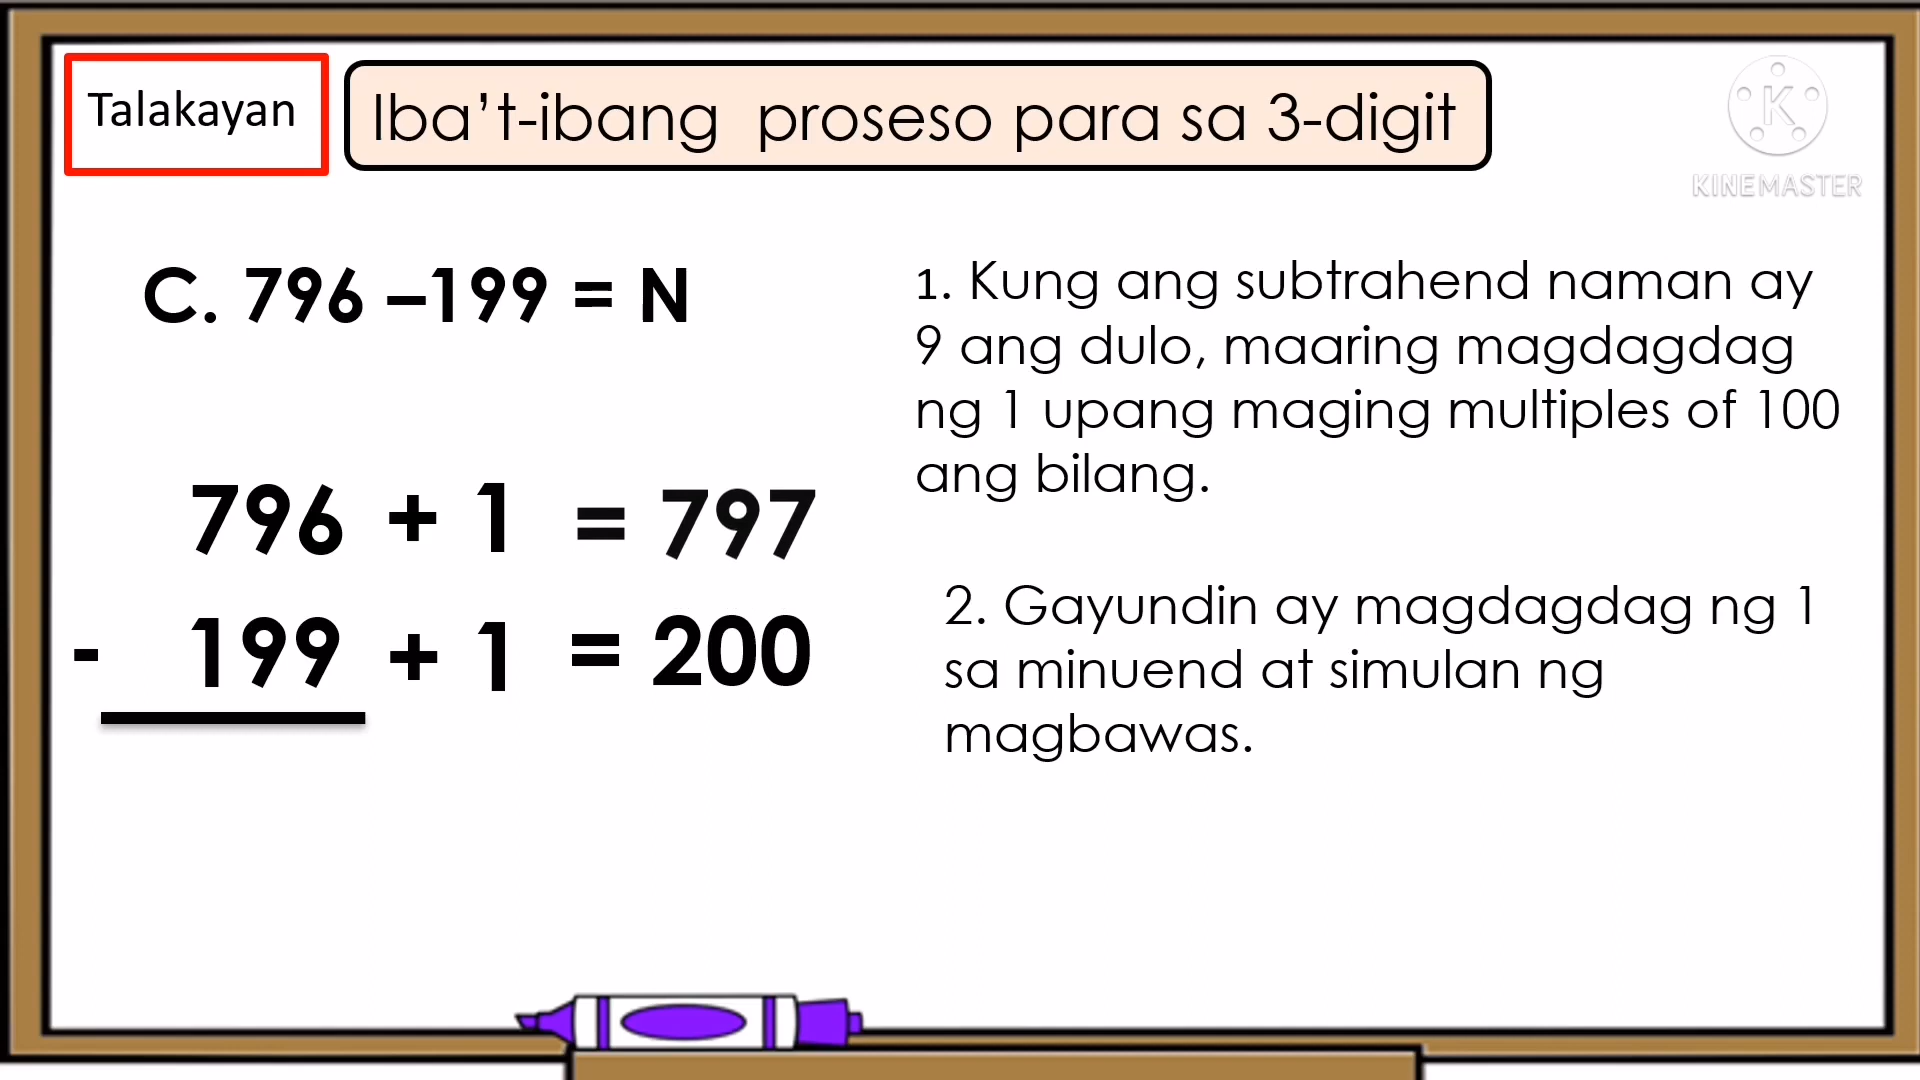 Talakayan
Iba't-ibang proseso para sa 3-digit
KINEMASTER
C. 796 –199 = N
796 + 1 = 797
- 199 + 1 = 200
1. Kung ang subtrahend naman ay
9 ang dulo, maaring magdagdag
ng 1 upang maging multiples of 100
ang bilang.
2. Gayundin ay magdagdag ng 1
sa minuend at simulan ng
magbawas.